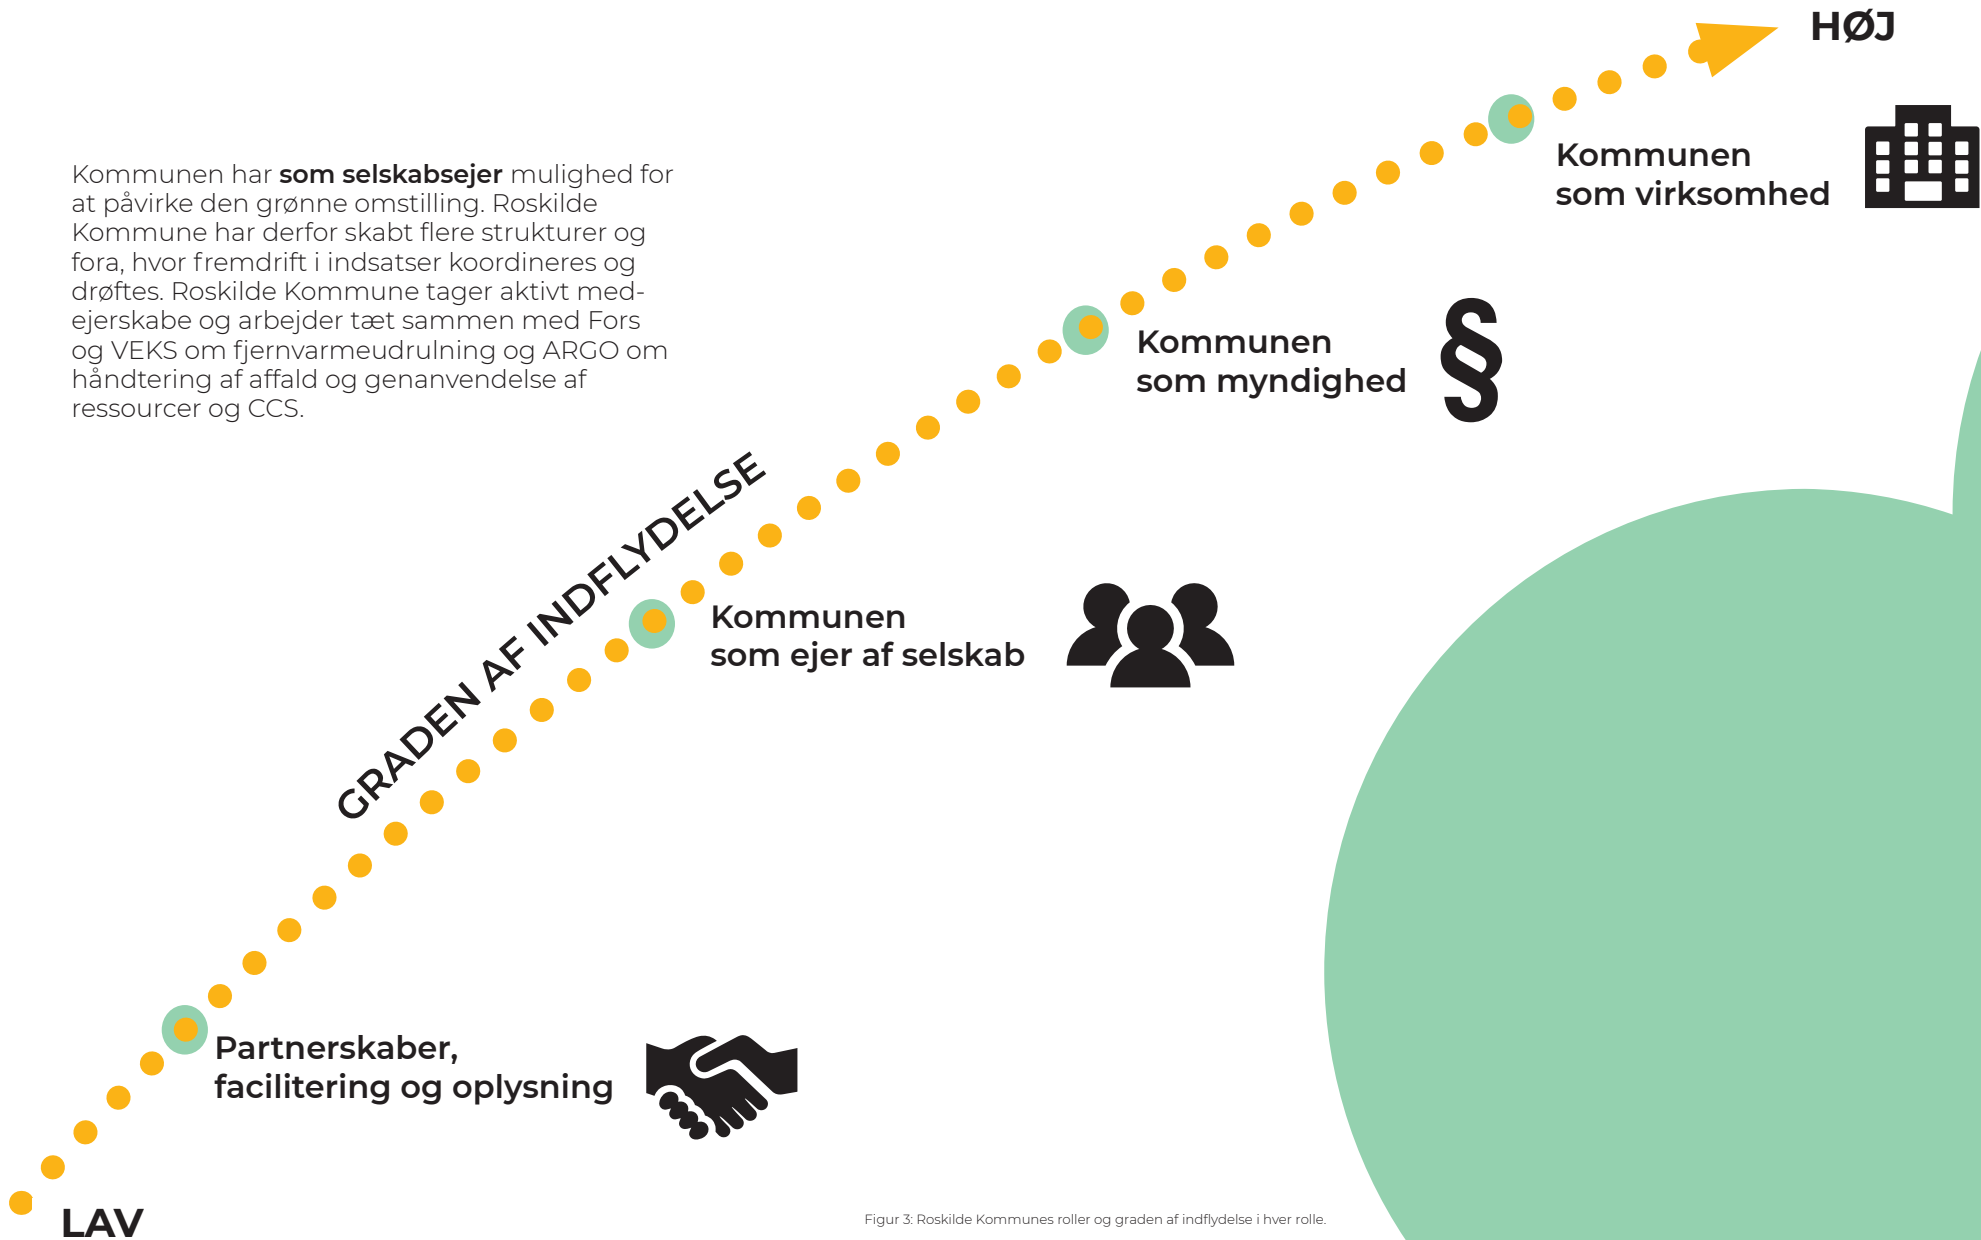 Kommunen har som selskabsejer mulighed for
at påvirke den grønne omstilling. Roskilde
Kommune har derfor skabt flere strukturer og
fora, hvor fremdrift i indsatser koordineres og
drøftes. Roskilde Kommune tager aktivt med-
ejerskabe og arbejder tæt sammen med Fors
og VEKS om fjernvarmeudrulning og ARGO om
håndtering af affald og genanvendelse af
ressourcer og CCS.
HØJ
Kommunen
som virksomhed
Kommunen
som myndighed
§
GRADEN AF INDFLYDELSE
Kommunen
som ejer af selskab
Partnerskaber,
facilitering og oplysning
LAV
Figur 3: Roskilde Kommunes roller og graden af indflydelse i hver rolle.